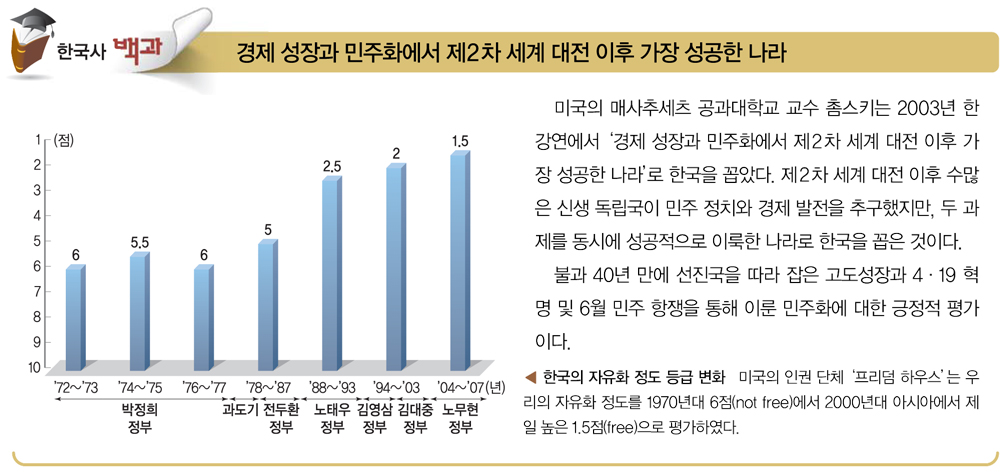 한국사 백과
경제 성장과 민주화에서 제2차 세계 대전 이후 가장 성공한 나라
미국의 매사추세츠 공과대학교 교수 촘스키는 2003년 한
강연에서 ‘경제 성장과 민주화에서 제2차 세계 대전 이후 가
장 성공한 나라’로 한국을 꼽았다. 제2차 세계 대전 이후 수많
은 신생 독립국이 민주 정치와 경제 발전을 추구했지만, 두 과
제를 동시에 성공적으로 이룩한 나라로 한국을 꼽은 것이다.
불과 40년 만에 선진국을 따라 잡은 고도성장과 4·19 혁
명 및 6월 민주 항쟁을 통해 이룬 민주화에 대한 긍정적 평가
이다.
◀ 한국의 자유화 정도 등급 변화 미국의 인권 단체 ‘프리덤 하우스’는 우
리의 자유화 정도를 1970년대 6점(not free)에서 2000년대 아시아에서 제
일 높은 1.5점(free)으로 평가하였다.
(점)
1
2
3
4
5
6
7
8
9
10
6
5.5
6
5
2.5
2
1.5
’72~’73 ’74~’75 ’76~’77 ’78~’87 ’88~’93 ’94~’03 ’04~’07(년)
박정희 정부
과도기
전두환 정부
노태우 정부
김영삼 정부
김대중 정부
노무현 정부